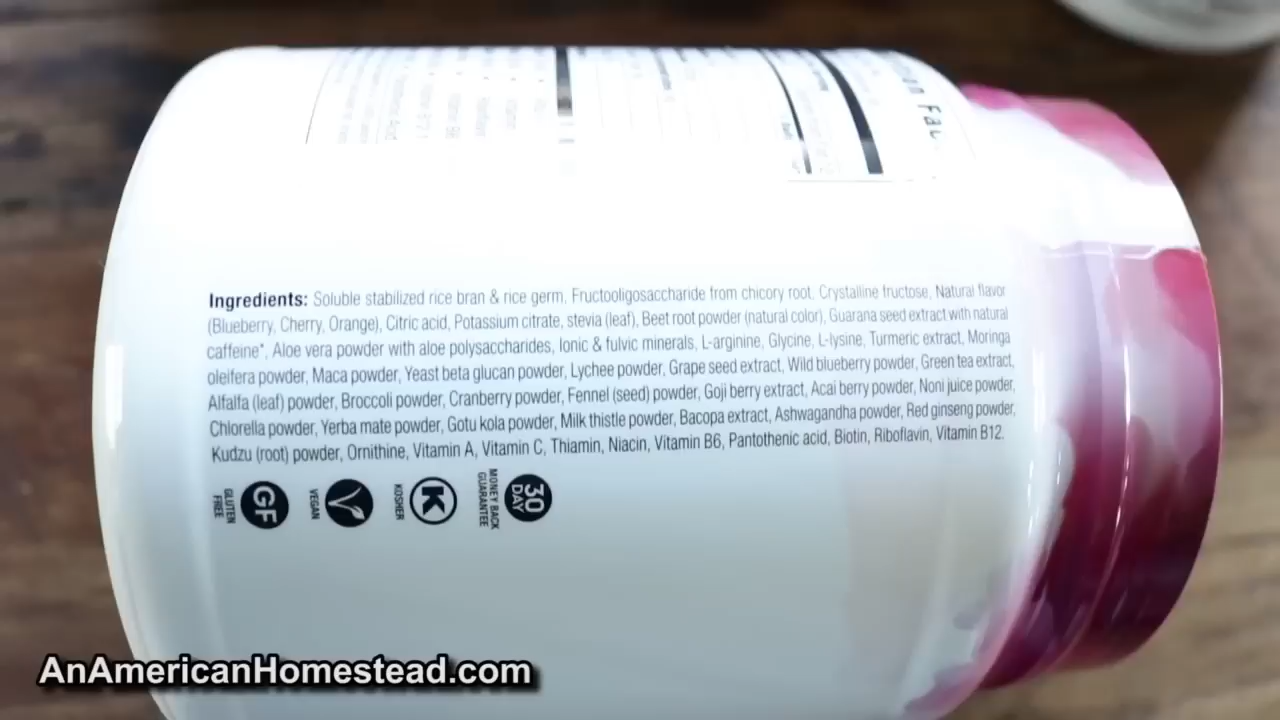 Ingredients: Soluble stabilized rice bran & rice germ, Fructooligosaccharide from chicory root, Crystalline fructose, Natural flavor
(Blueberry, Cherry, Orange), Citric acid, Potassium citrate, stevia (leaf), Beet root powder (natural color), Guarana seed extract with natural
caffeine*, Aloe vera powder with aloe polysaccharides, Ionic & fulvic minerals, L-arginine, Glycine, L-lysine, Turmeric extract, Moringa
oleifera powder, Maca powder, Yeast beta glucan powder, Lychee powder, Grape seed extract, Wild blueberry powder, Green tea extract,
Alfalfa (leaf) powder, Broccoli powder, Cranberry powder, Fennel (seed) powder, Goji berry extract, Acai berry powder, Noni juice powder,
Chlorella powder, Yerba mate powder, Gotu kola powder, Milk thistle powder, Bacopa extract, Ashwagandha powder, Red ginseng powder,
Kudzu (root) powder, Ornithine, Vitamin A, Vitamin C, Thiamin, Niacin, Vitamin B6, Pantothenic acid, Biotin, Riboflavin, Vitamin B12.
30
DAY
MONEY BACK
GUARANTEE
K
KOSHER
V
VEGAN
GF
GLUTEN
FREE
AnAmericanHomestead.com